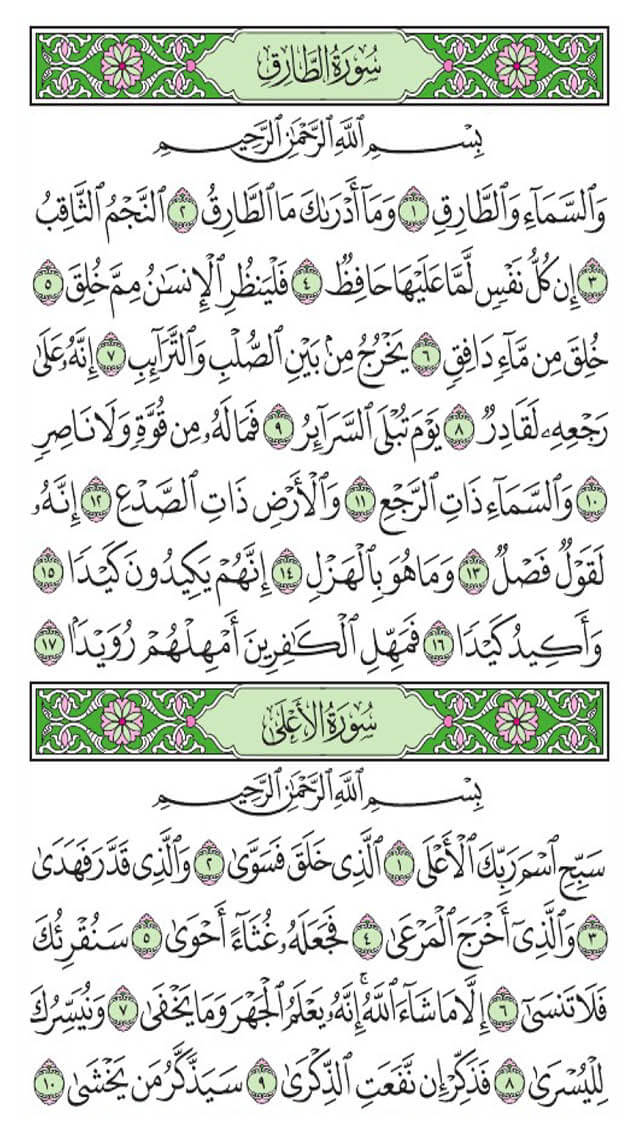 سُورَةُ الطَّارِقِ
بِسْمِ ٱللَّهِ ٱلرَّحْمَٰنِ ٱلرَّحِيمِ
وَٱلسَّمَآءِ وَٱلطَّارِقِ ١ وَمَآ أَدْرَىٰكَ مَا ٱلطَّارِقُ ٢ ٱلنَّجْمُ ٱلثَّاقِبُ
٣ إِن كُلُّ نَفْسٍ لَّمَّا عَلَيْهَا حَافِظٌ ٤ فَلْيَنظُرِ ٱلْإِنسَٰنُ مِمَّ خُلِقَ ٥
خُلِقَ مِن مَّآءٍ دَافِقٍ ٦ يَخْرُجُ مِنۢ بَيْنِ ٱلصُّلْبِ وَٱلتَّرَآئِبِ ٧ إِنَّهُۥ عَلَىٰ
رَجْعِهِۦ لَقَادِرٌ ٨ يَوْمَ تُبْلَى ٱلسَّرَآئِرُ ٩ فَمَا لَهُۥ مِن قُوَّةٍ وَلَا نَاصِرٍ
١٠ وَٱلسَّمَآءِ ذَاتِ ٱلرَّجْعِ ١١ وَٱلْأَرْضِ ذَاتِ ٱلصَّدْعِ ١٢ إِنَّهُۥ
لَقَوْلٌ فَصْلٌ ١٣ وَمَا هُوَ بِٱلْهَزْلِ ١٤ إِنَّهُمْ يَكِيدُونَ كَيْدًا ١٥
وَأَكِيدُ كَيْدًا ١٦ فَمَهِّلِ ٱلْكَٰفِرِينَ أَمْهِلْهُمْ رُوَيْدَۢا ١٧
سُورَةُ الأَعْلَىٰ
بِسْمِ ٱللَّهِ ٱلرَّحْمَٰنِ ٱلرَّحِيمِ
سَبِّحِ ٱسْمَ رَبِّكَ ٱلْأَعْلَى ١ ٱلَّذِى خَلَقَ فَسَوَّىٰ ٢ وَٱلَّذِى قَدَّرَ فَهَدَىٰ
٣ وَٱلَّذِىٓ أَخْرَجَ ٱلْمَرْعَىٰ ٤ فَجَعَلَهُۥ غُثَآءً أَحْوَىٰ ٥ سَنُقْرِئُكَ
فَلَا تَنسَىٰٓ ٦ إِلَّا مَا شَآءَ ٱللَّهُ ۚ إِنَّهُۥ يَعْلَمُ ٱلْجَهْرَ وَمَا يَخْفَىٰ ٧ وَنُيَسِّرُكَ
لِلْيُسْرَىٰ ٨ فَذَكِّرْ إِن نَّفَعَتِ ٱلذِّكْرَىٰ ٩ سَيَذَّكَّرُ مَن يَخْشَىٰ ١٠